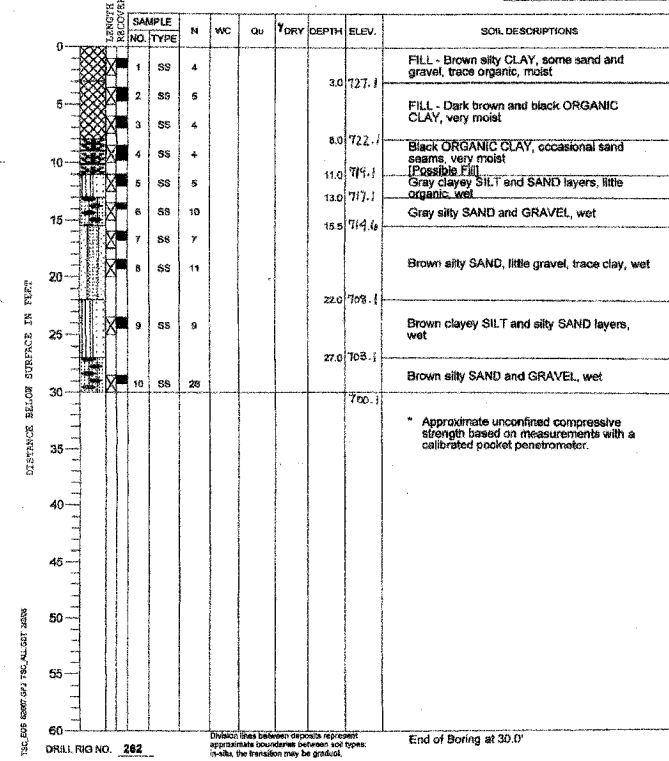 LENGTH
RECOVERY
SAMPLE
NO. TYPE N WC Qu γDRY DEPTH ELEV. SOIL DESCRIPTIONS
0
1 SS 4
FILL - Brown silty CLAY, some sand and
gravel, trace organic, moist
3.0 727.1
5
2 SS 5
FILL - Dark brown and black ORGANIC
CLAY, very moist
3 SS 4
8.0 722.1
Black ORGANIC CLAY, occasional sand
seams, very moist
[Possible Fill]
10
4 SS 4
11.0 719.1
5 SS 5
Gray clayey SILT and SAND layers, little
organic, wet
13.0 717.1
6 SS 10
Gray silty SAND and GRAVEL, wet
15
15.5 714.6
7 SS 7
8 SS 11
Brown silty SAND, little gravel, trace clay, wet
20
22.0 708.1
9 SS 9
Brown clayey SILT and silty SAND layers,
wet
25
27.0 703.1
10 SS 28
Brown silty SAND and GRAVEL, wet
30
700.1
* Approximate unconfined compressive
strength based on measurements with a
calibrated pocket penetrometer.
35
40
45
50
55
60
DISTANCE BELOW SURFACE IN FEET
DRILL RIG NO. 262
Division lines between deposits represent
approximate boundaries between soil types;
in-situ, the transition may be gradual.
End of Boring at 30.0'